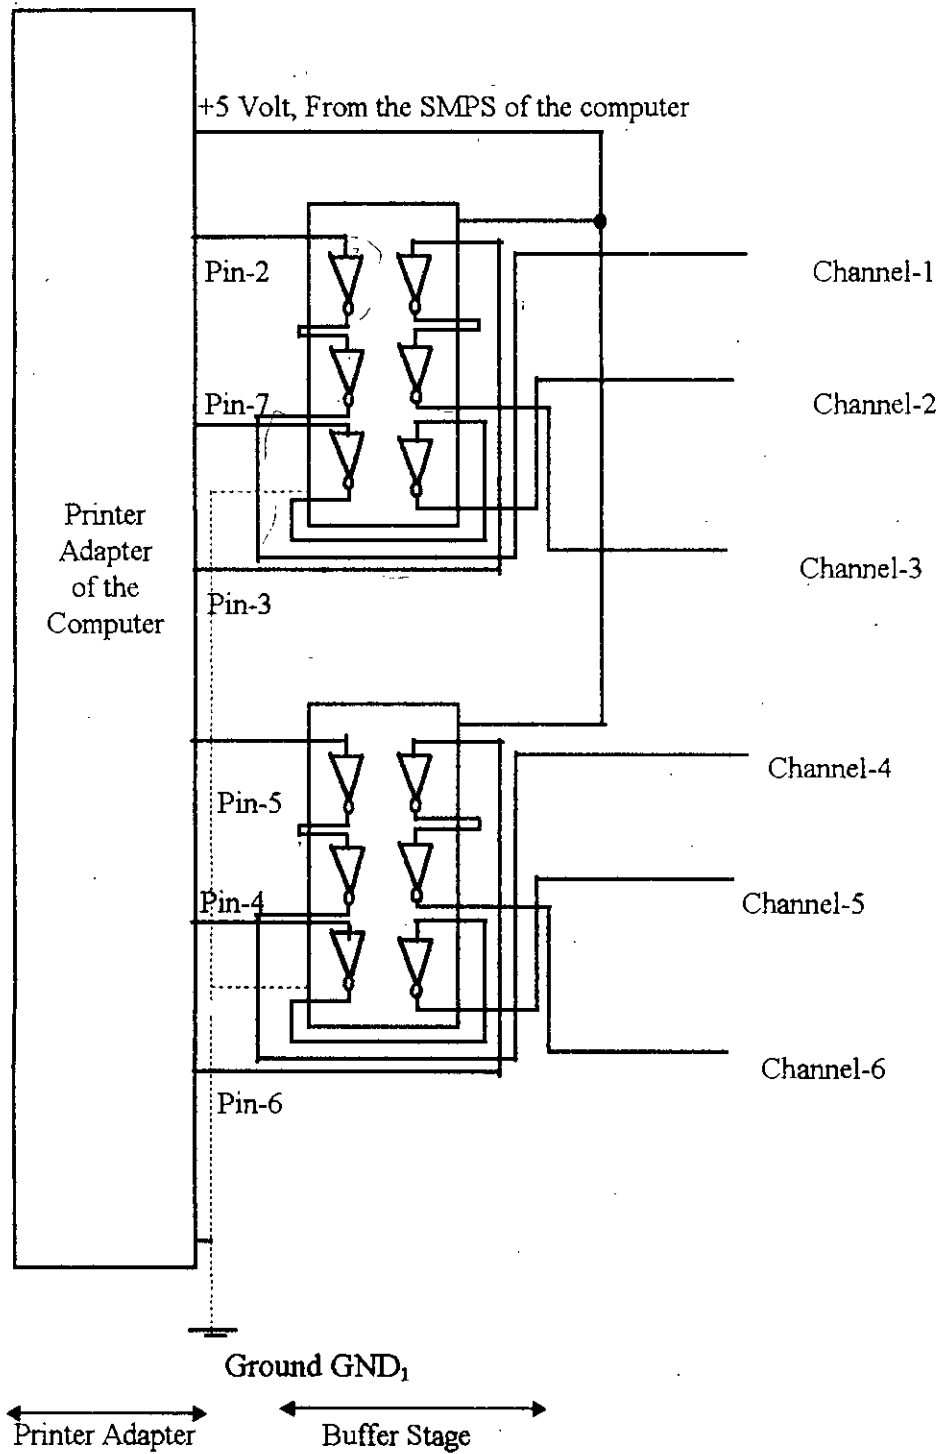 +5 Volt, From the SMPS of the computer
Pin-2
Channel-1
Pin-7
Channel-2
Printer
Adapter
of the
Computer
Channel-3
Pin-3
Channel-4
Pin-5
Pin-4
Channel-5
Channel-6
Pin-6
Ground GND₁
Printer Adapter
Buffer Stage